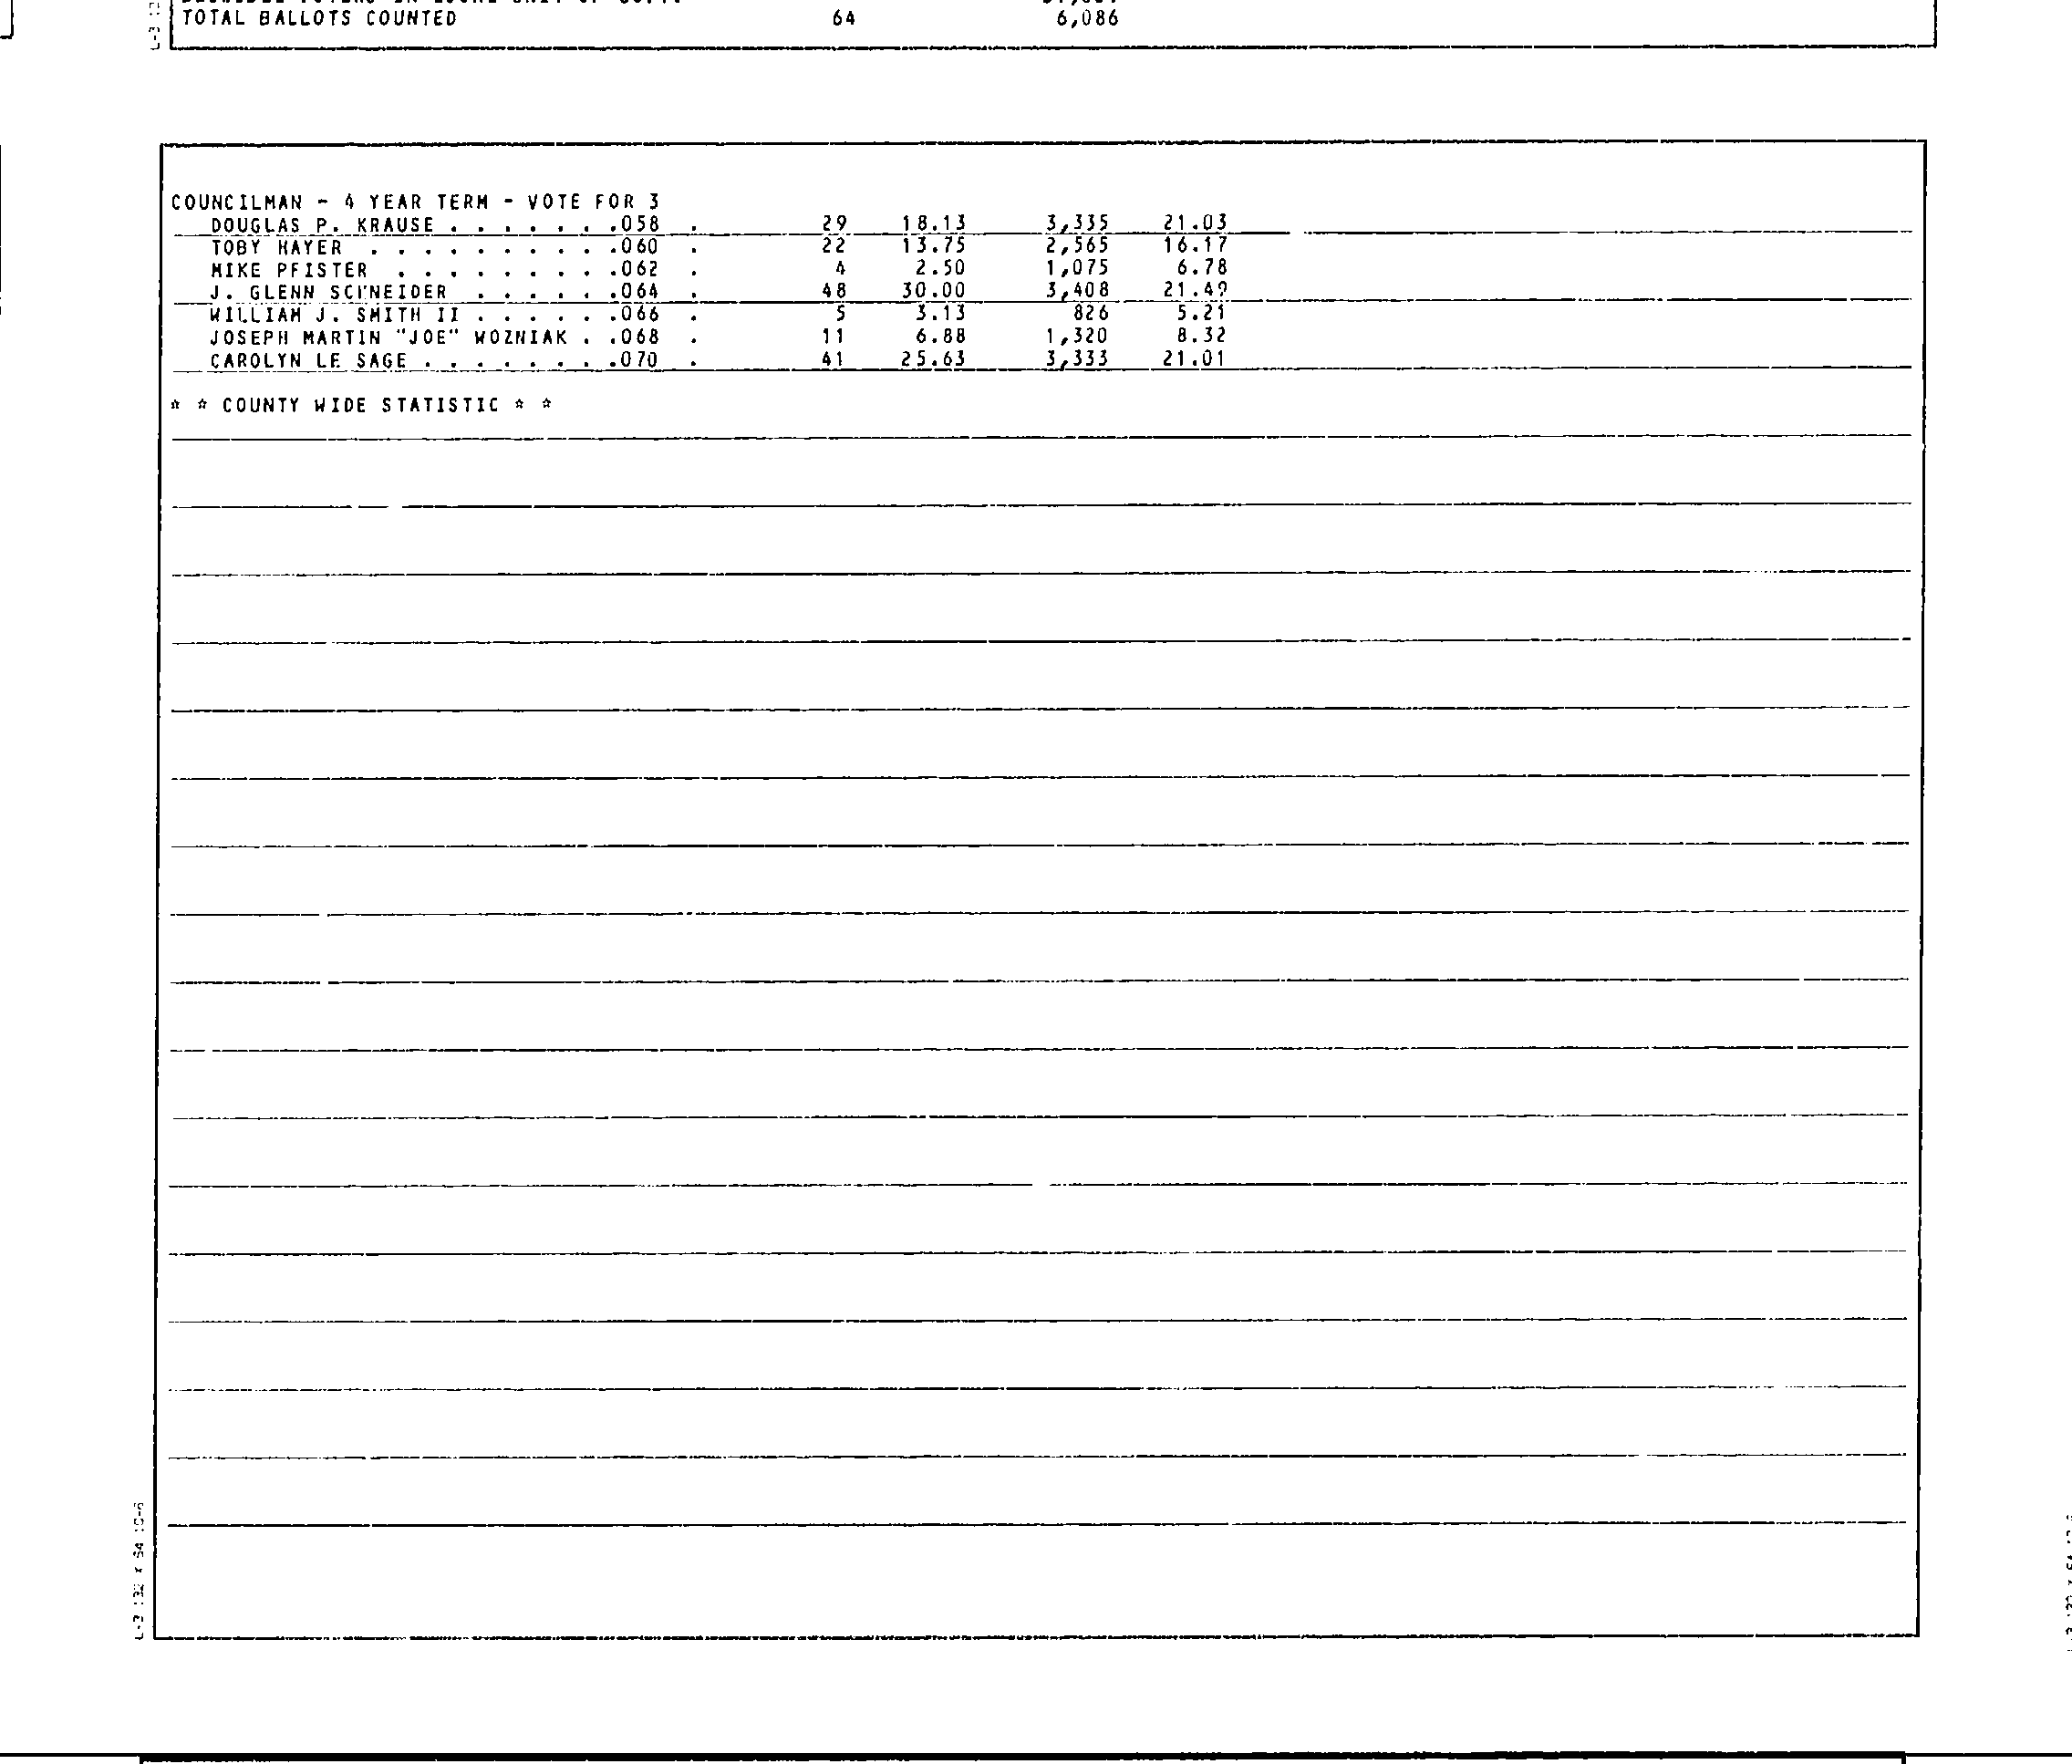 TOTAL BALLOTS COUNTED 64 6,086
COUNCILMAN - 4 YEAR TERM - VOTE FOR 3
DOUGLAS P. KRAUSE . . . . . . .058 . 29 18.13 3,335 21.03
TOBY HAYER . . . . . . . . . .060 . 22 13.75 2,565 16.17
MIKE PFISTER . . . . . . . . .062 . 4 2.50 1,075 6.78
J. GLENN SCHNEIDER . . . . . .064 . 48 30.00 3,408 21.49
WILLIAM J. SMITH II . . . . . .066 . 5 3.13 826 5.21
JOSEPH MARTIN "JOE" WOZNIAK . .068 . 11 6.88 1,320 8.32
CAROLYN LE SAGE . . . . . . . .070 . 41 25.63 3,333 21.01
* * COUNTY WIDE STATISTIC * *